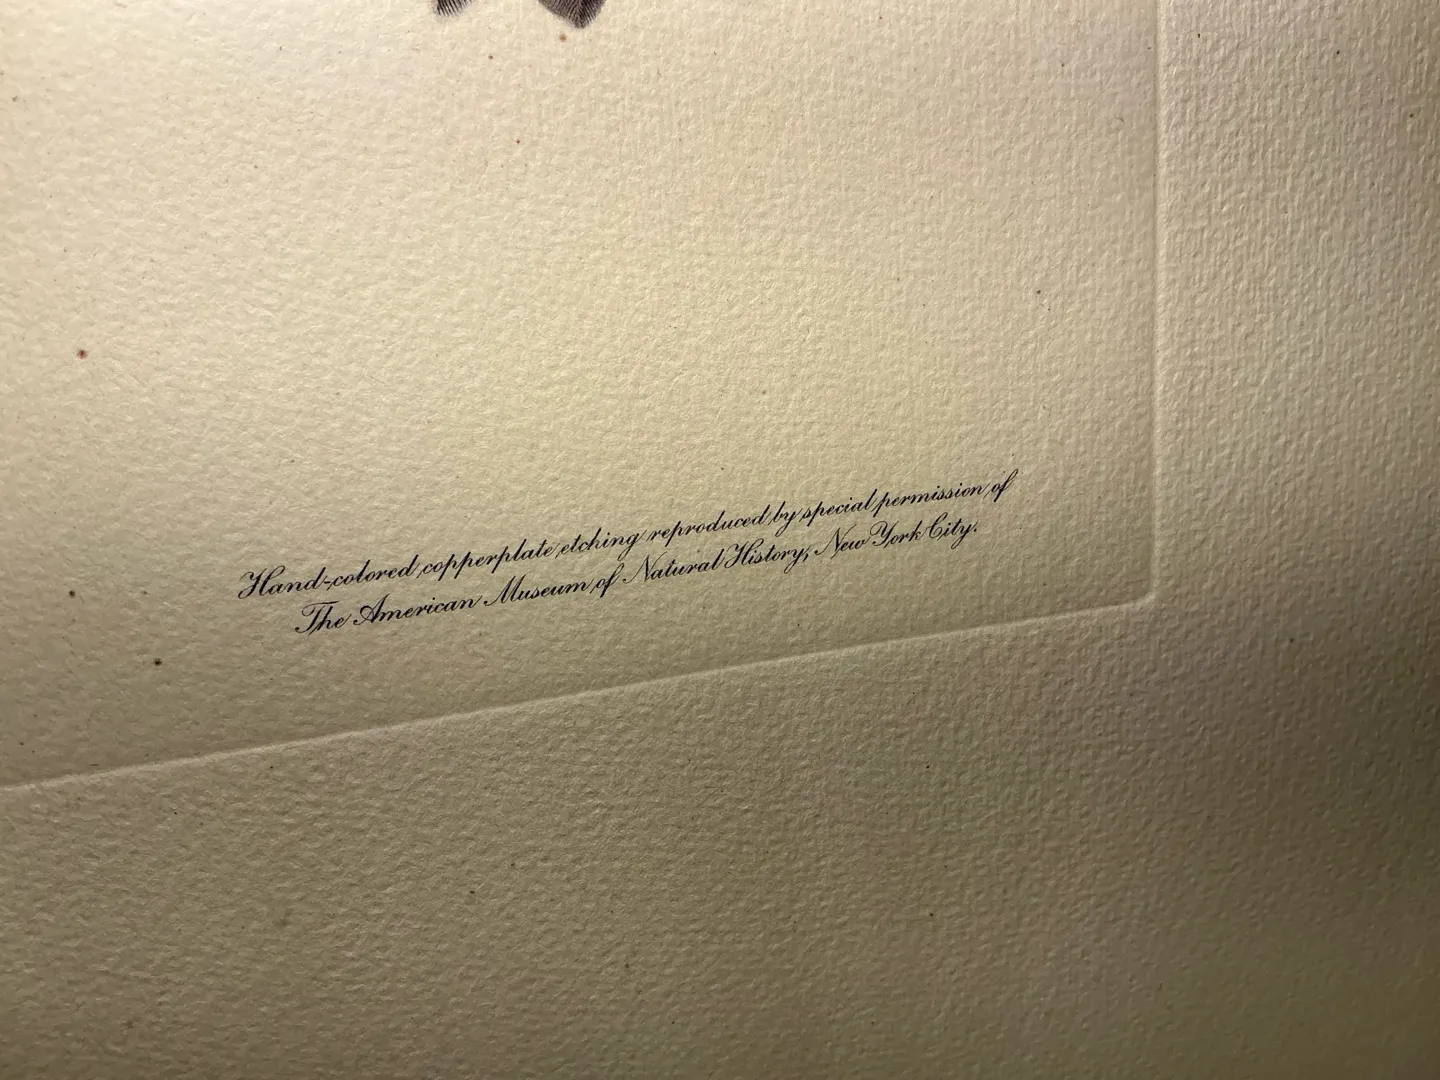 Hand-colored copperplate etching reproduced by special permission of
The American Museum of Natural History, New York City.